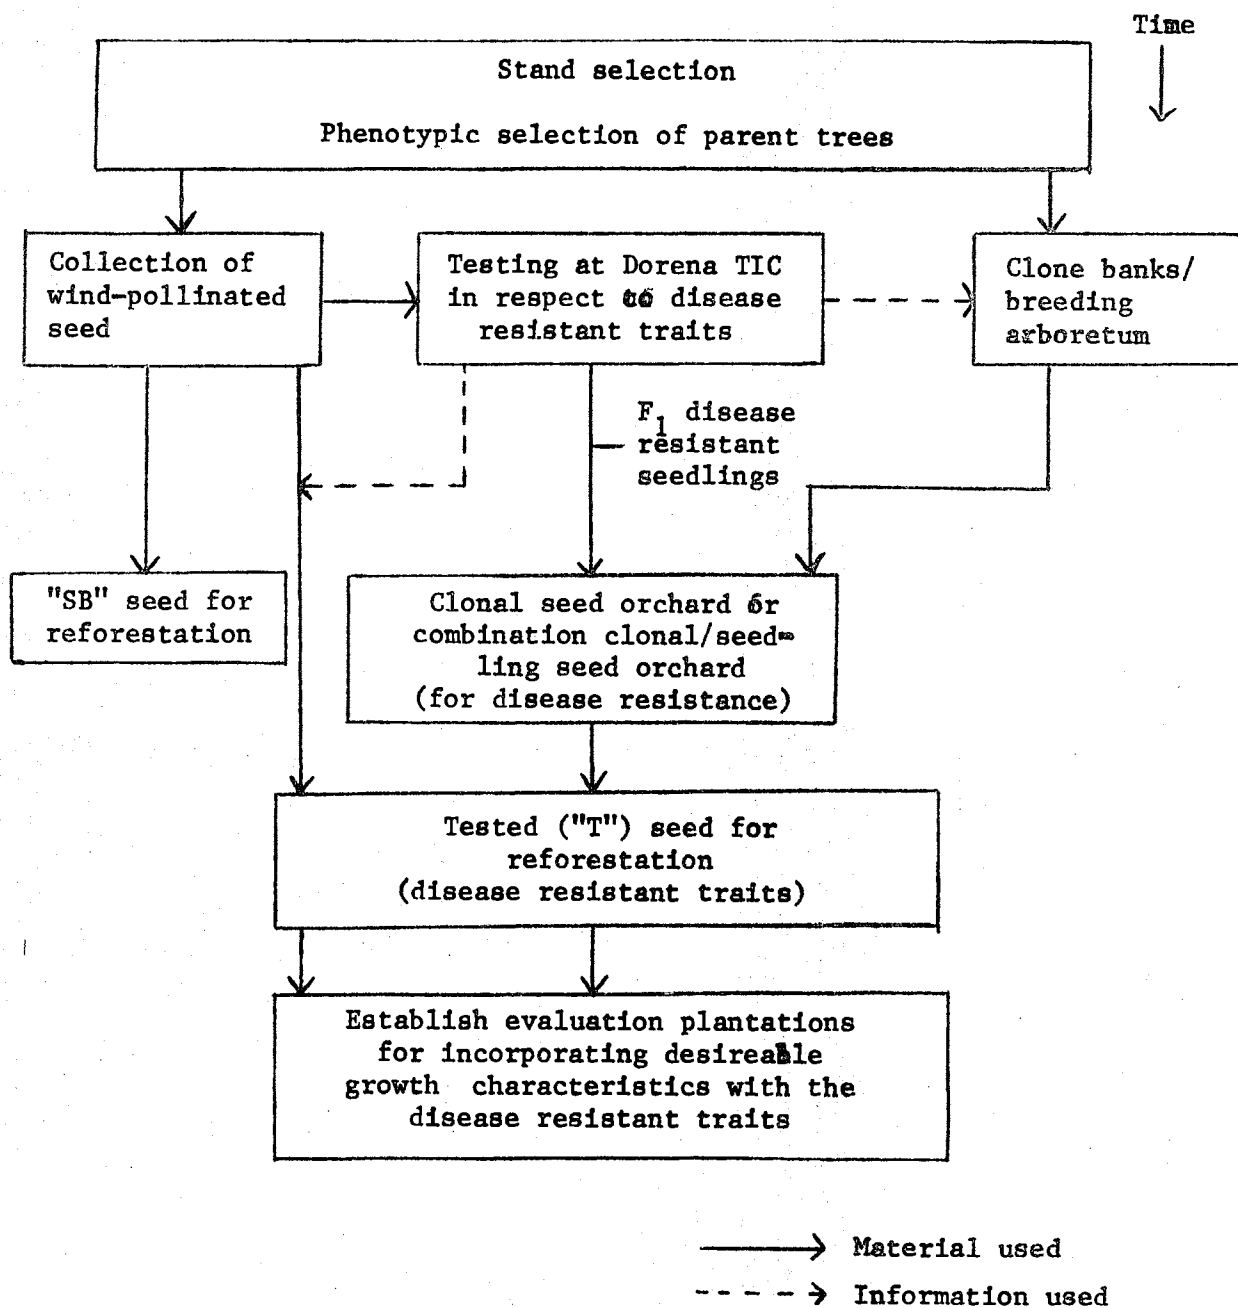 Time
Stand selection
Phenotypic selection of parent trees
Collection of
wind-pollinated
seed
Testing at Dorena TIC
in respect to disease
resistant traits
Clone banks/
breeding
arboretum
F1 disease
resistant
seedlings
"SB" seed for
reforestation
Clonal seed orchard or
combination clonal/seed-
ling seed orchard
(for disease resistance)
Tested ("T") seed for
reforestation
(disease resistant traits)
Establish evaluation plantations
for incorporating desireable
growth characteristics with the
disease resistant traits
Material used
Information used